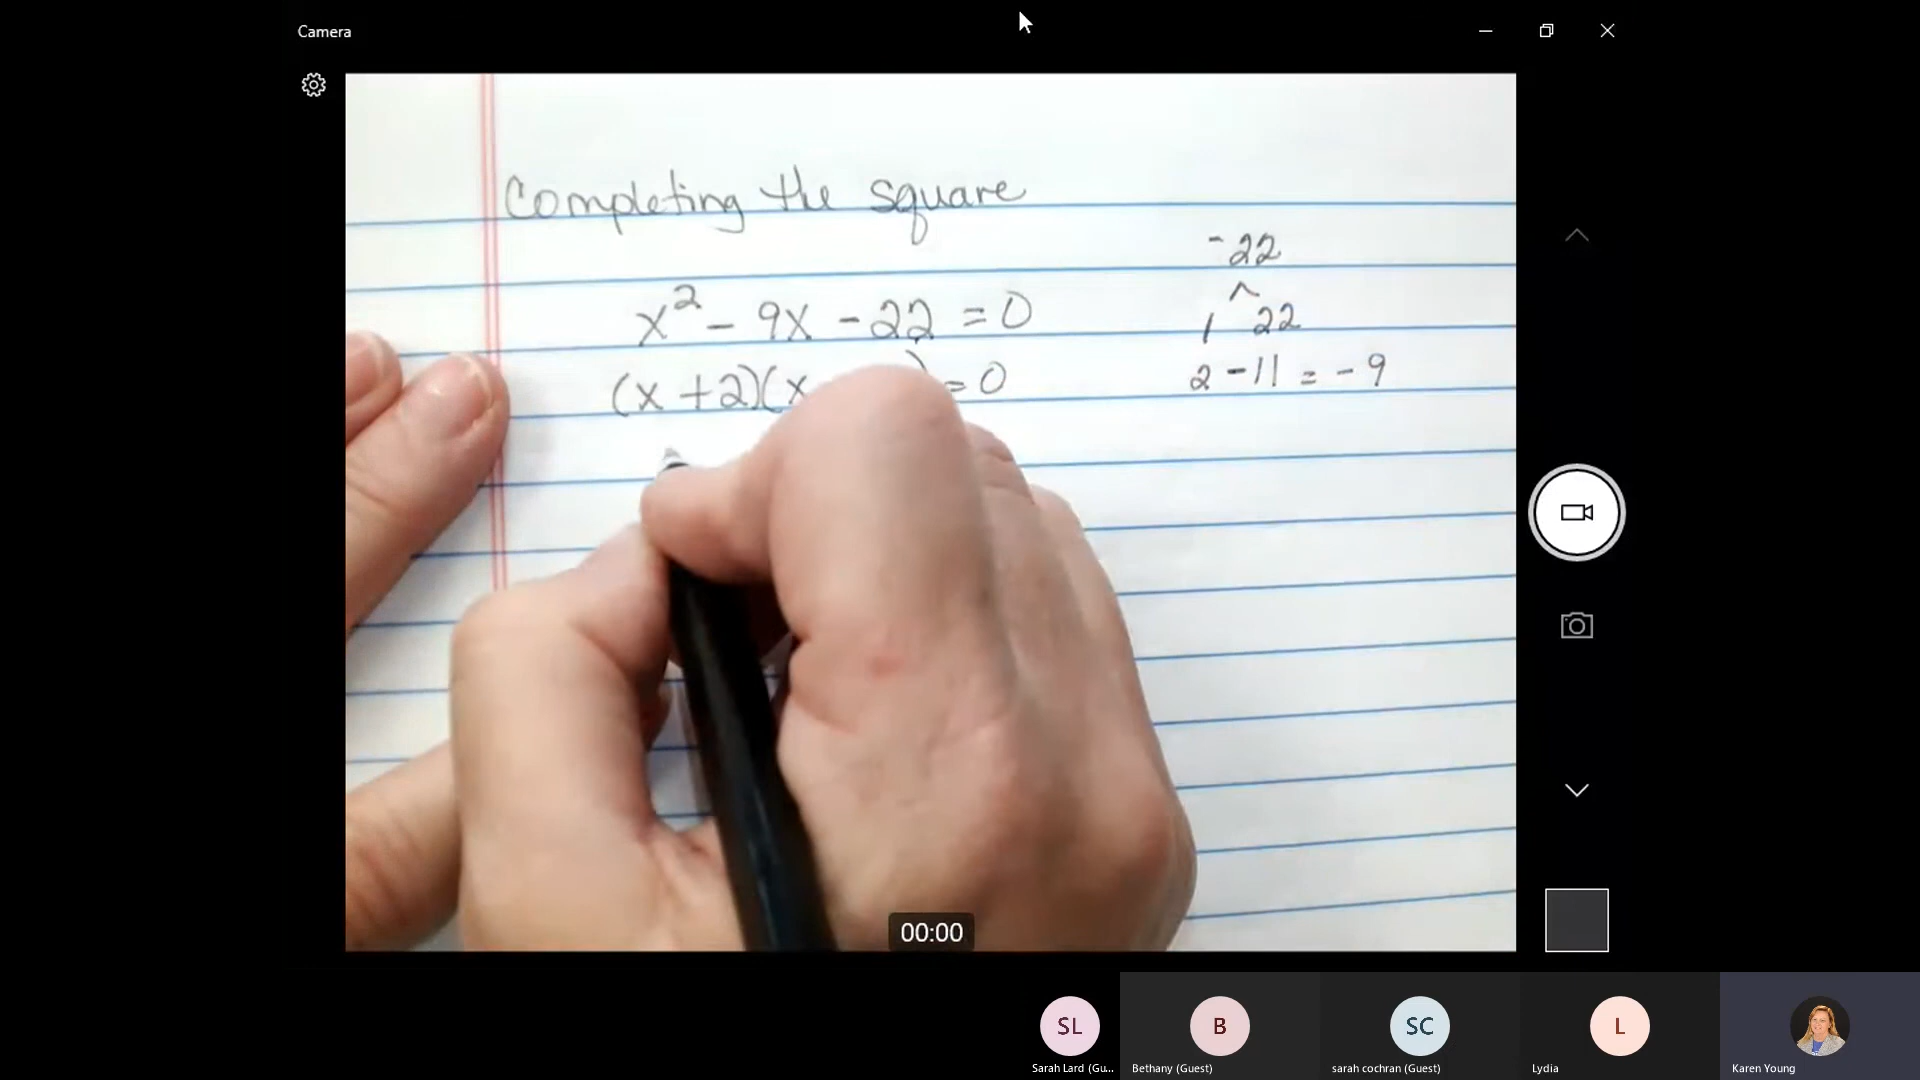 Camera
Completing the square
x² - 9x - 22 = 0
(x + 2)(x ) = 0
-22
1 22
2 -11 = -9
00:00
SL
B
SC
L
Sarah Lard (Gu...
Bethany (Guest)
sarah cochran (Guest)
Lydia
Karen Young